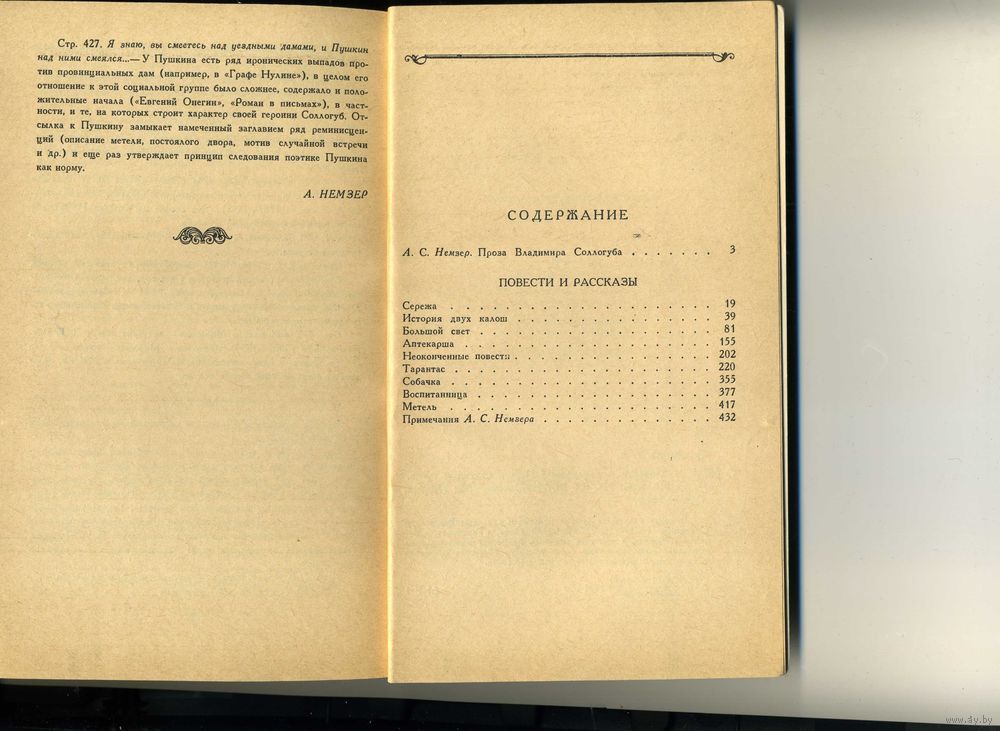 Стр. 427. Я знаю, вы смеетесь над уездными дамами, и Пушкин
над ними смеялся...— У Пушкина есть ряд иронических выпадов про-
тив провинциальных дам (например, в «Графе Нулине»), в целом его
отношение к этой социальной группе было сложнее, содержало и поло-
жительные начала («Евгений Онегин», «Роман в письмах»), в част-
ности, и те, на которых строит характер своей героини Соллогуб. От-
сылка к Пушкину замыкает намеченный заглавием ряд реминисцен-
ций (описание метели, постоялого двора, мотив случайной встречи
и др.) и еще раз утверждает принцип следования поэтике Пушкина
как норму.
А. НЕМЗЕР
СОДЕРЖАНИЕ
А. С. Немзер. Проза Владимира Соллогуба . . . . . . . 3
ПОВЕСТИ И РАССКАЗЫ
Сережа . . . . . . . . . . . . . . . . . . 19
История двух калош . . . . . . . . . . . . . 39
Большой свет . . . . . . . . . . . . . . . . 81
Аптекарша . . . . . . . . . . . . . . . . . 155
Неоконченные повести . . . . . . . . . . . . . 202
Тарантас . . . . . . . . . . . . . . . . . . 220
Собачка . . . . . . . . . . . . . . . . . . 355
Воспитанница . . . . . . . . . . . . . . . . 377
Метель . . . . . . . . . . . . . . . . . . 417
Примечания А. С. Немзера . . . . . . . . . . . . 432
www.ay.by